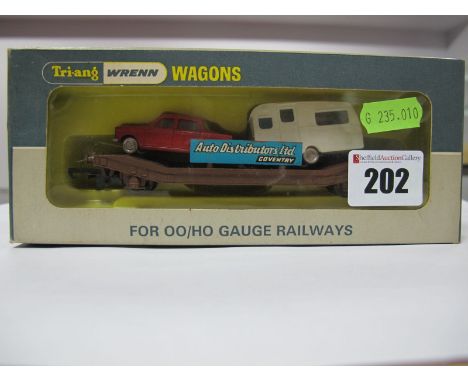 Tri-ang WRENN WAGONS
G 235.010
Auto Distributors Ltd.
COVENTRY
SheffieldAuctionGallery
202
FOR OO/HO GAUGE RAILWAYS